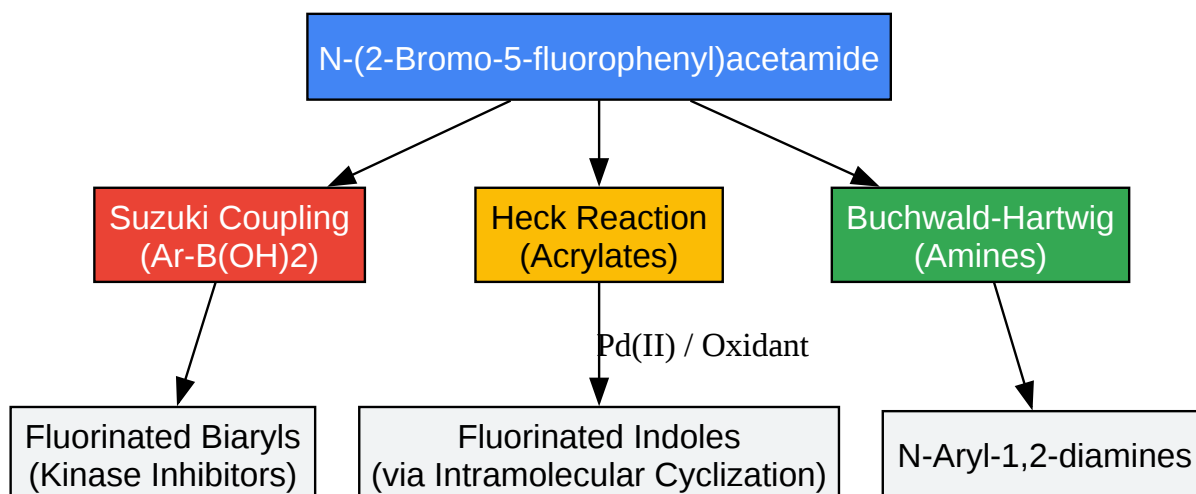 N-(2-Bromo-5-fluorophenyl)acetamide
Suzuki Coupling
(Ar-B(OH)2)
Heck Reaction
(Acrylates)
Buchwald-Hartwig
(Amines)
Pd(II) / Oxidant
Fluorinated Biaryls
(Kinase Inhibitors)
Fluorinated Indoles
(via Intramolecular Cyclization)
N-Aryl-1,2-diamines